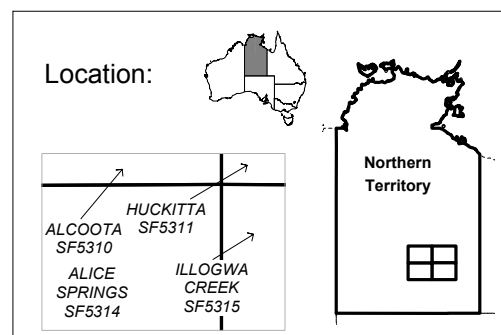 Location:
Northern
Territory
HUCKITTA
SF5311
ALCOOTA
SF5310
ALICE
SPRINGS
SF5314
ILLOGWA
CREEK
SF5315